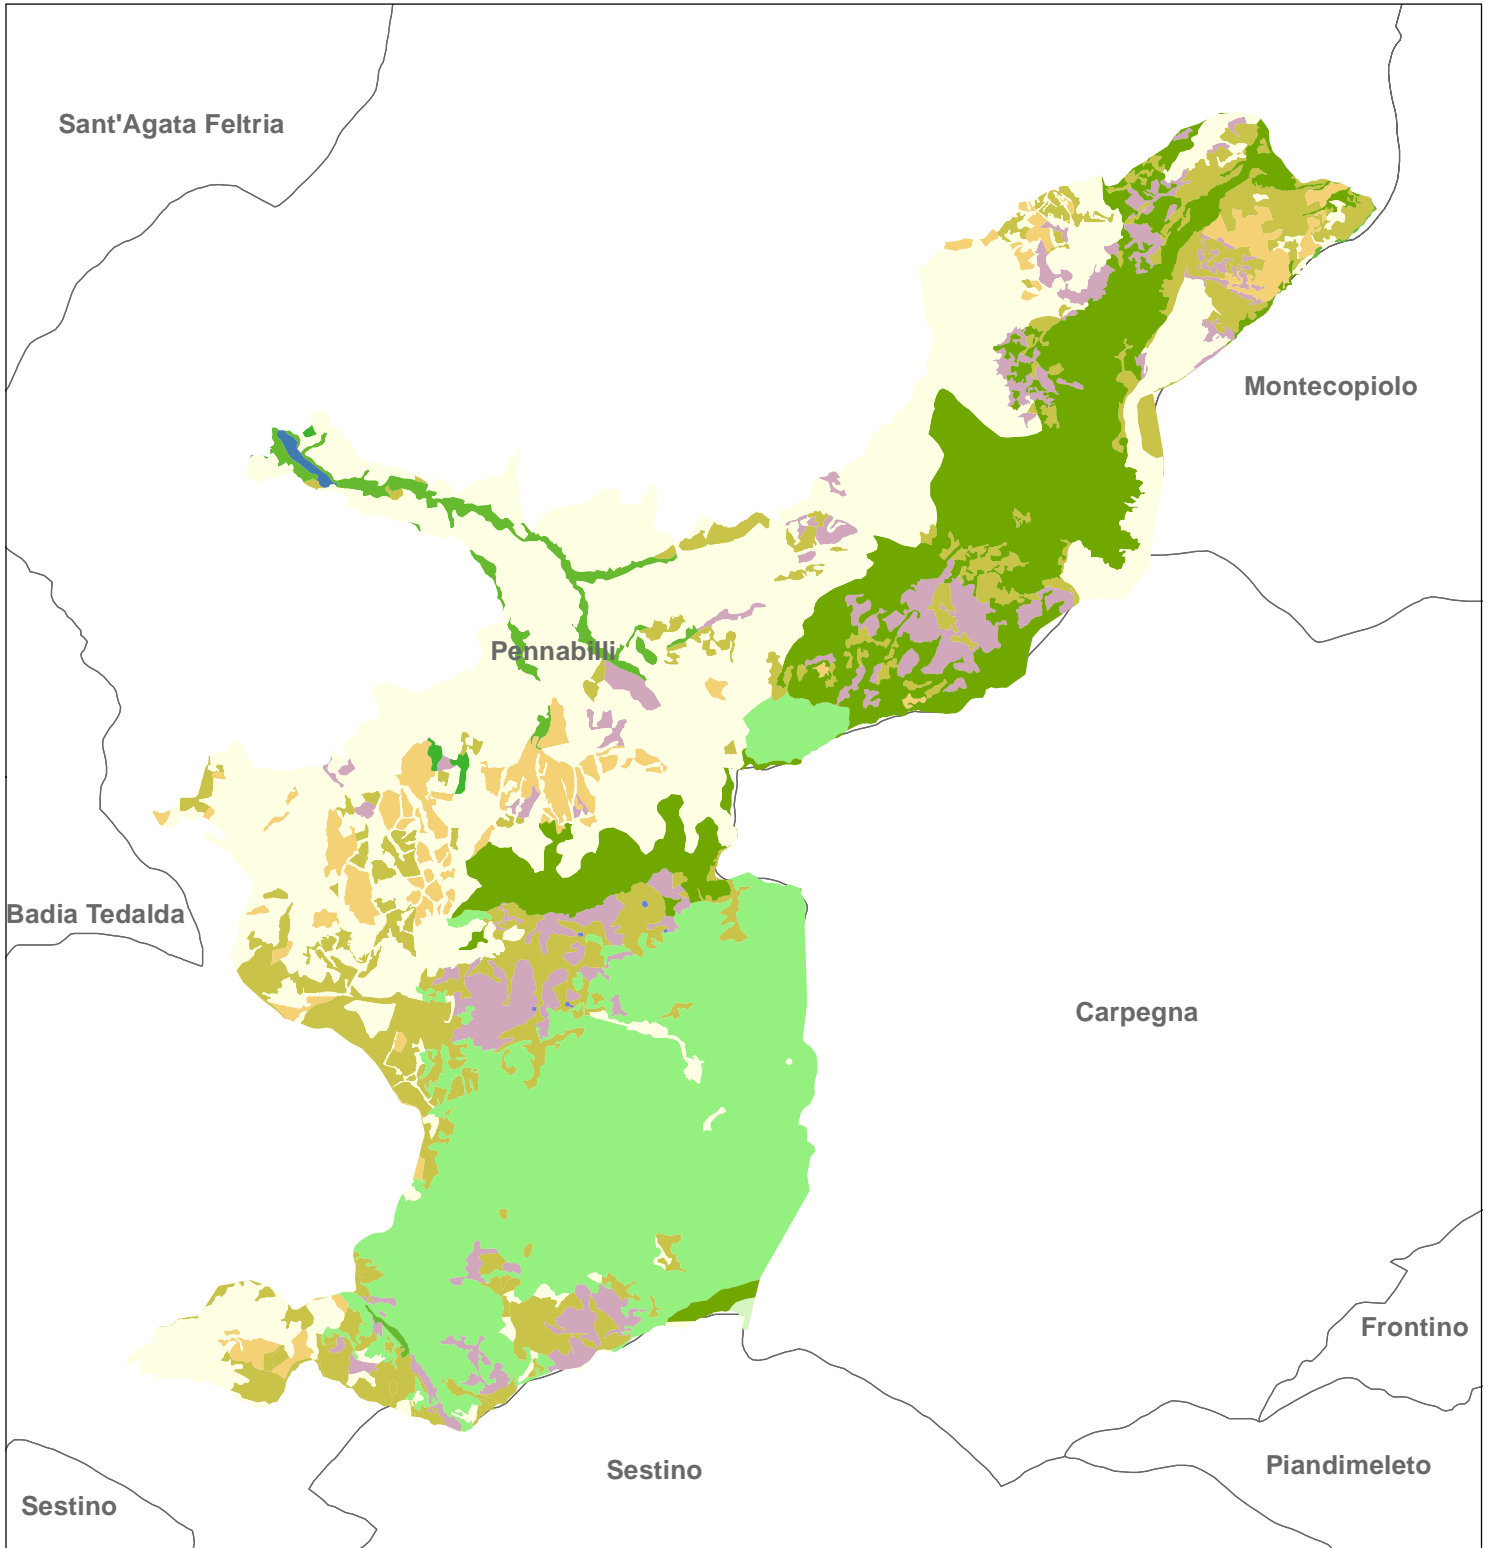 Sant'Agata Feltria
Montecopiolo
Pennabilli
Badia Tedalda
Carpegna
Frontino
Piandimeleto
Sestino
Sestino